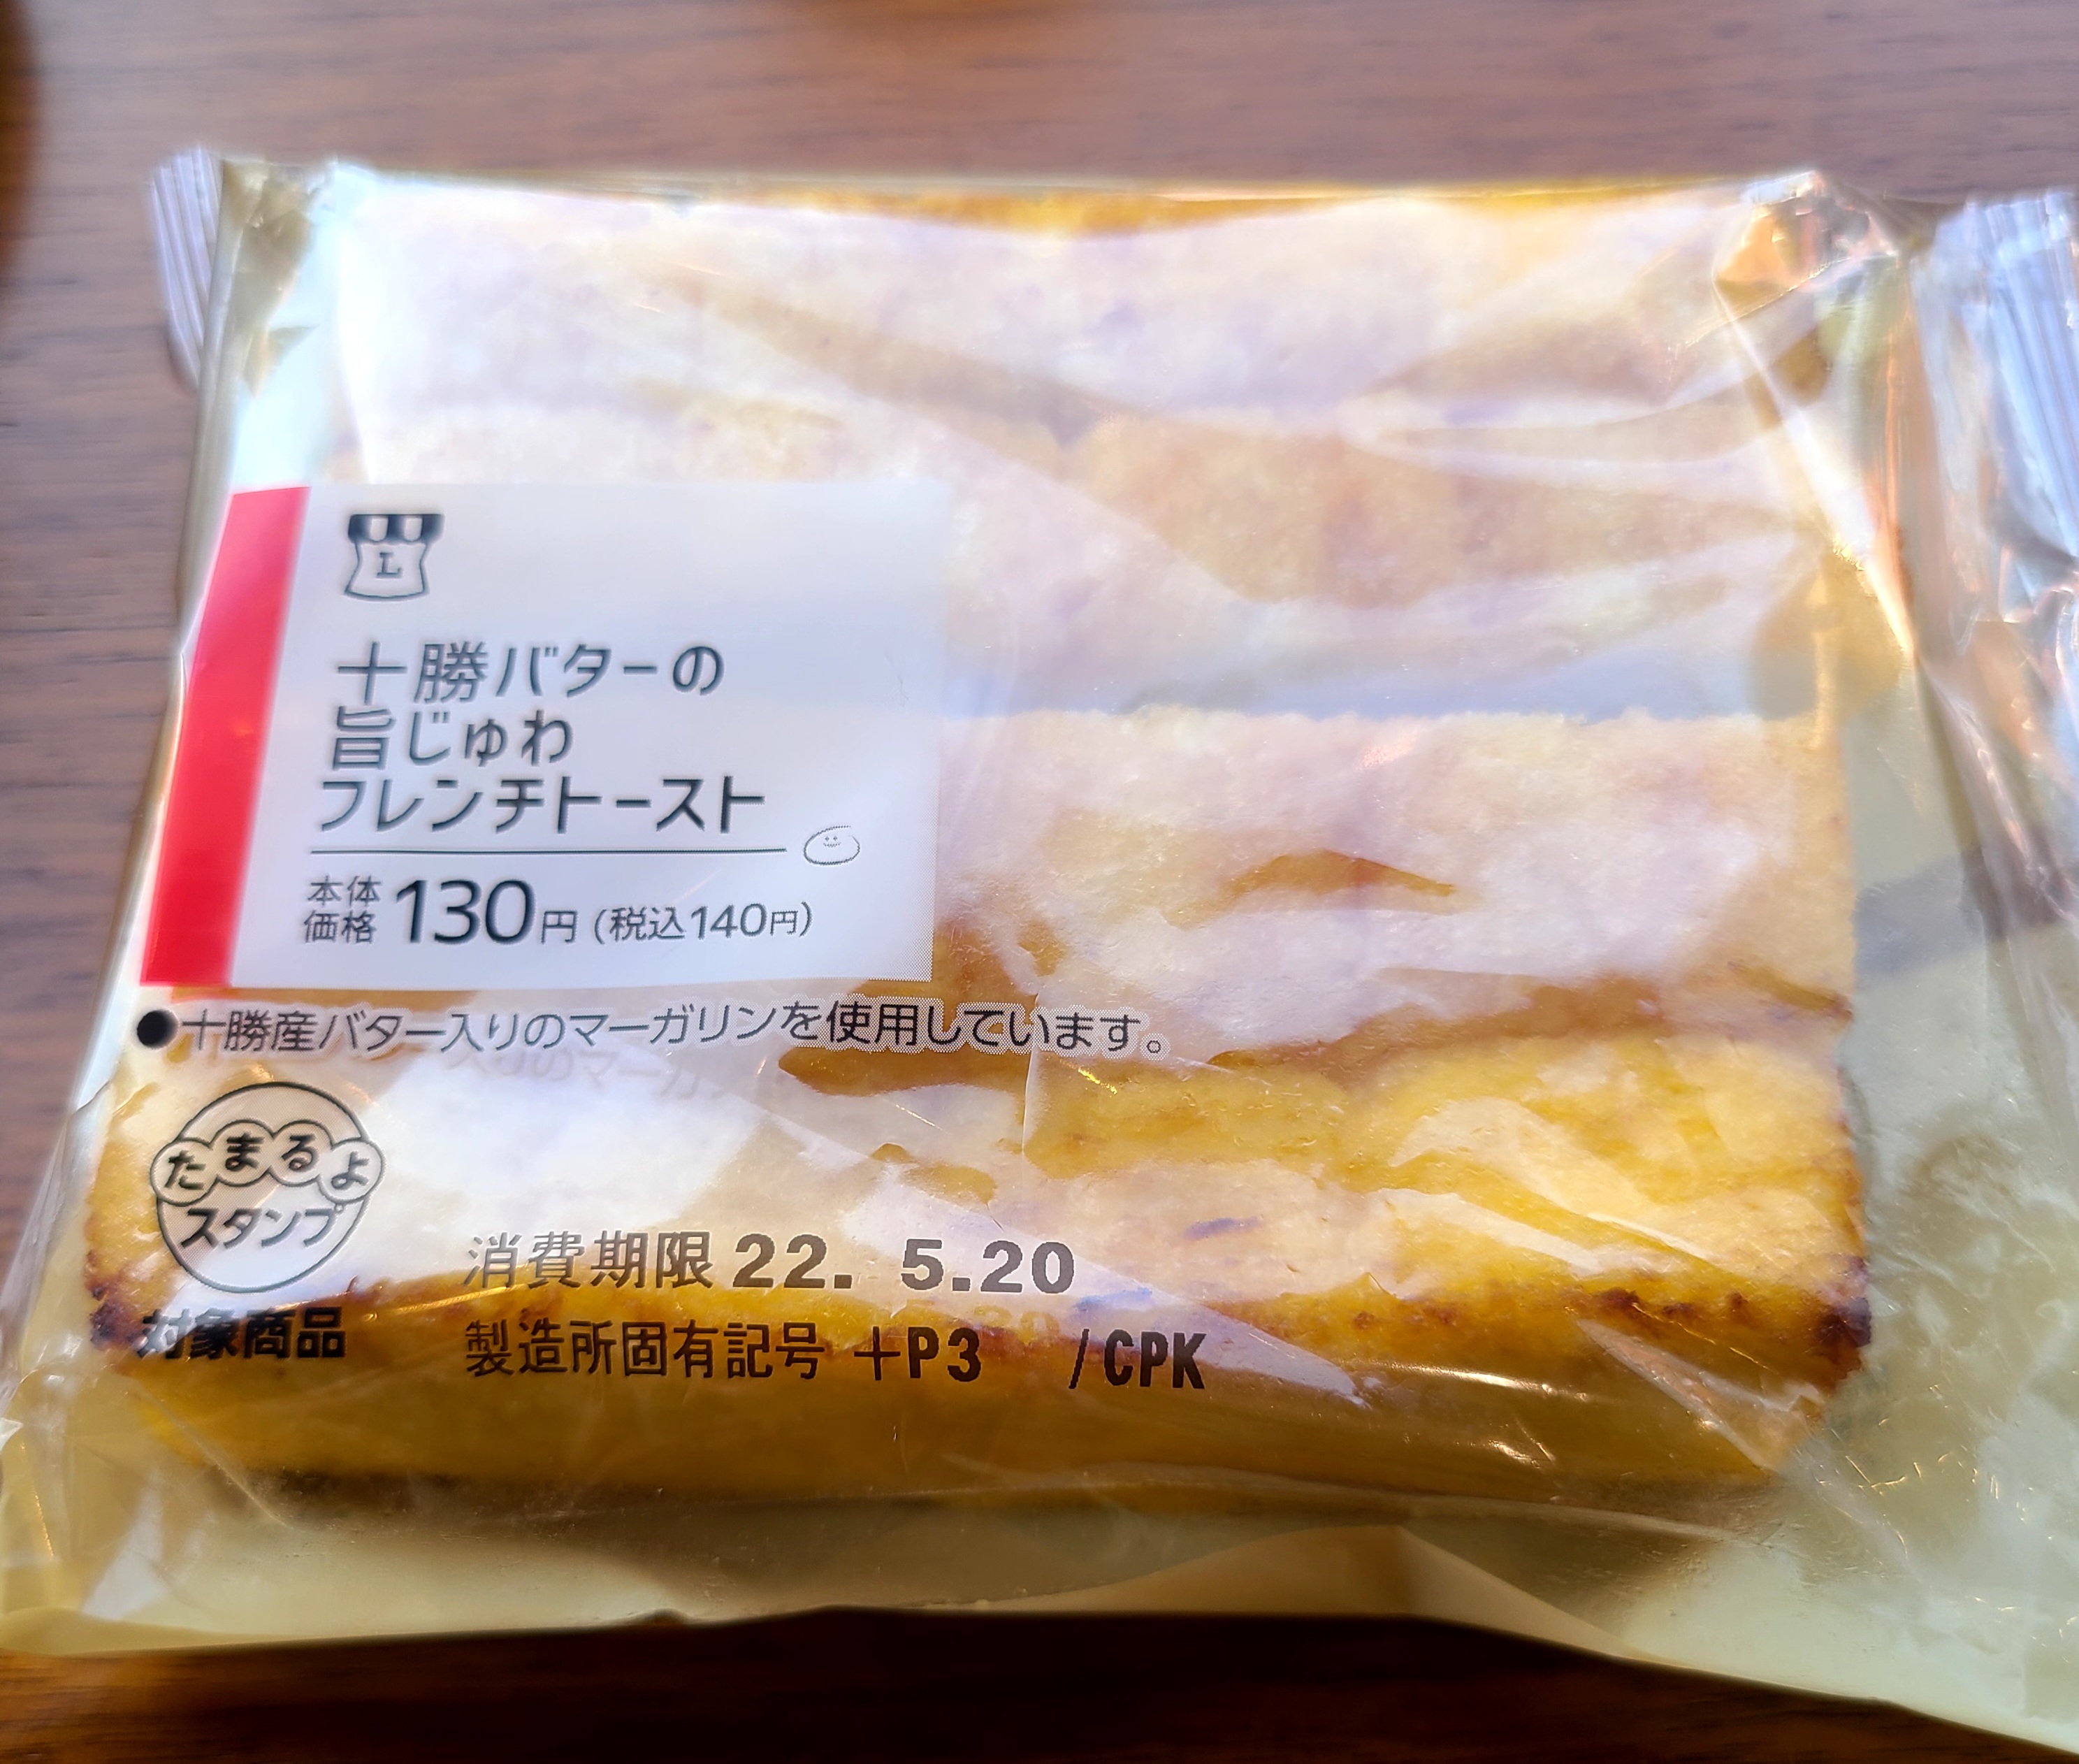 L
十勝バターの
旨じゅわ
フレンチトースト
本体
価格 130円 (税込140円)
●十勝産バター入りのマーガリンを使用しています。
たまるよ
スタンプ
対象商品
消費期限 22. 5.20
製造所固有記号 +P3 /CPK